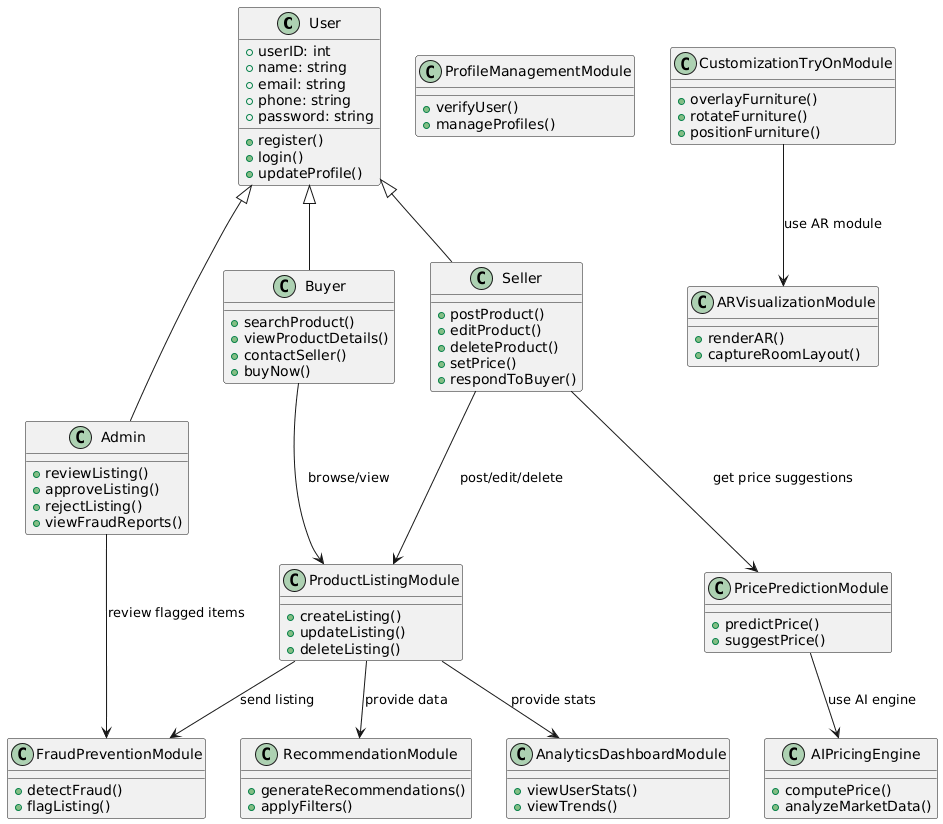 C User
userID: int
name: string
email: string
phone: string
password: string
register()
login()
updateProfile()
C ProfileManagementModule
verifyUser()
manageProfiles()
C CustomizationTryOnModule
overlayFurniture()
rotateFurniture()
positionFurniture()
use AR module
C Buyer
searchProduct()
viewProductDetails()
contactSeller()
buyNow()
C Seller
postProduct()
editProduct()
deleteProduct()
setPrice()
respondToBuyer()
C ARVisualizationModule
renderAR()
captureRoomLayout()
C Admin
reviewListing()
approveListing()
rejectListing()
viewFraudReports()
browse/view
post/edit/delete
get price suggestions
review flagged items
C ProductListingModule
createListing()
updateListing()
deleteListing()
C PricePredictionModule
predictPrice()
suggestPrice()
send listing
provide data
provide stats
use AI engine
C FraudPreventionModule
detectFraud()
flagListing()
C RecommendationModule
generateRecommendations()
applyFilters()
C AnalyticsDashboardModule
viewUserStats()
viewTrends()
C AIPricingEngine
computePrice()
analyzeMarketData()